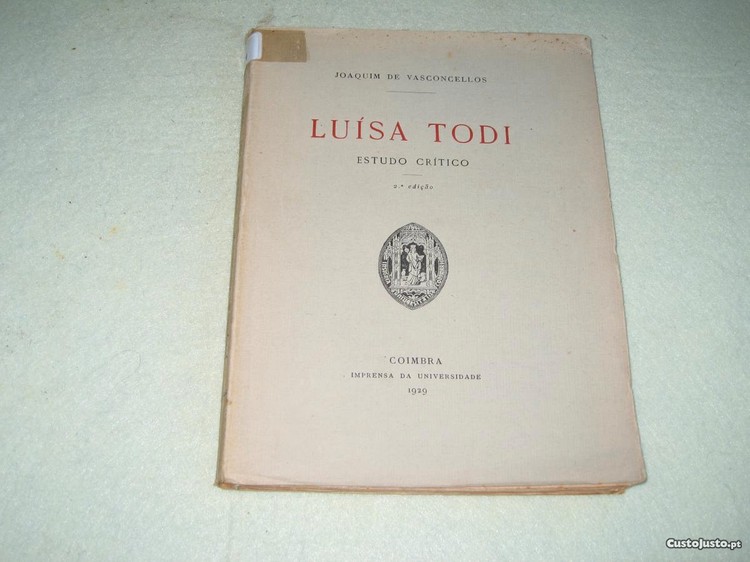 JOAQUIM DE VASCONCELLOS
LUÍSA TODI
ESTUDO CRÍTICO
2.ª edição
COIMBRA
IMPRENSA DA UNIVERSIDADE
1929
CustoJusto.pt